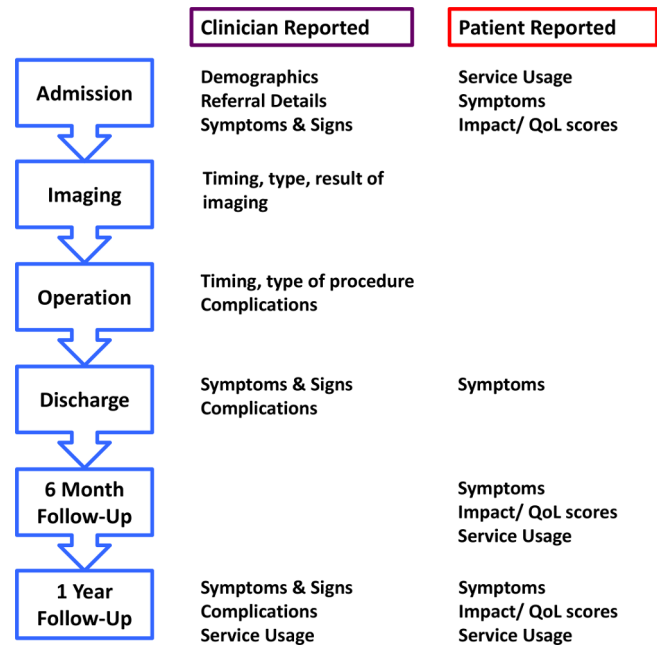 Clinician Reported
Patient Reported
Admission
Demographics
Referral Details
Symptoms & Signs
Service Usage
Symptoms
Impact/ QoL scores
Imaging
Timing, type, result of
imaging
Operation
Timing, type of procedure
Complications
Discharge
Symptoms & Signs
Complications
Symptoms
6 Month
Follow-Up
Symptoms
Impact/ QoL scores
Service Usage
1 Year
Follow-Up
Symptoms & Signs
Complications
Service Usage
Symptoms
Impact/ QoL scores
Service Usage